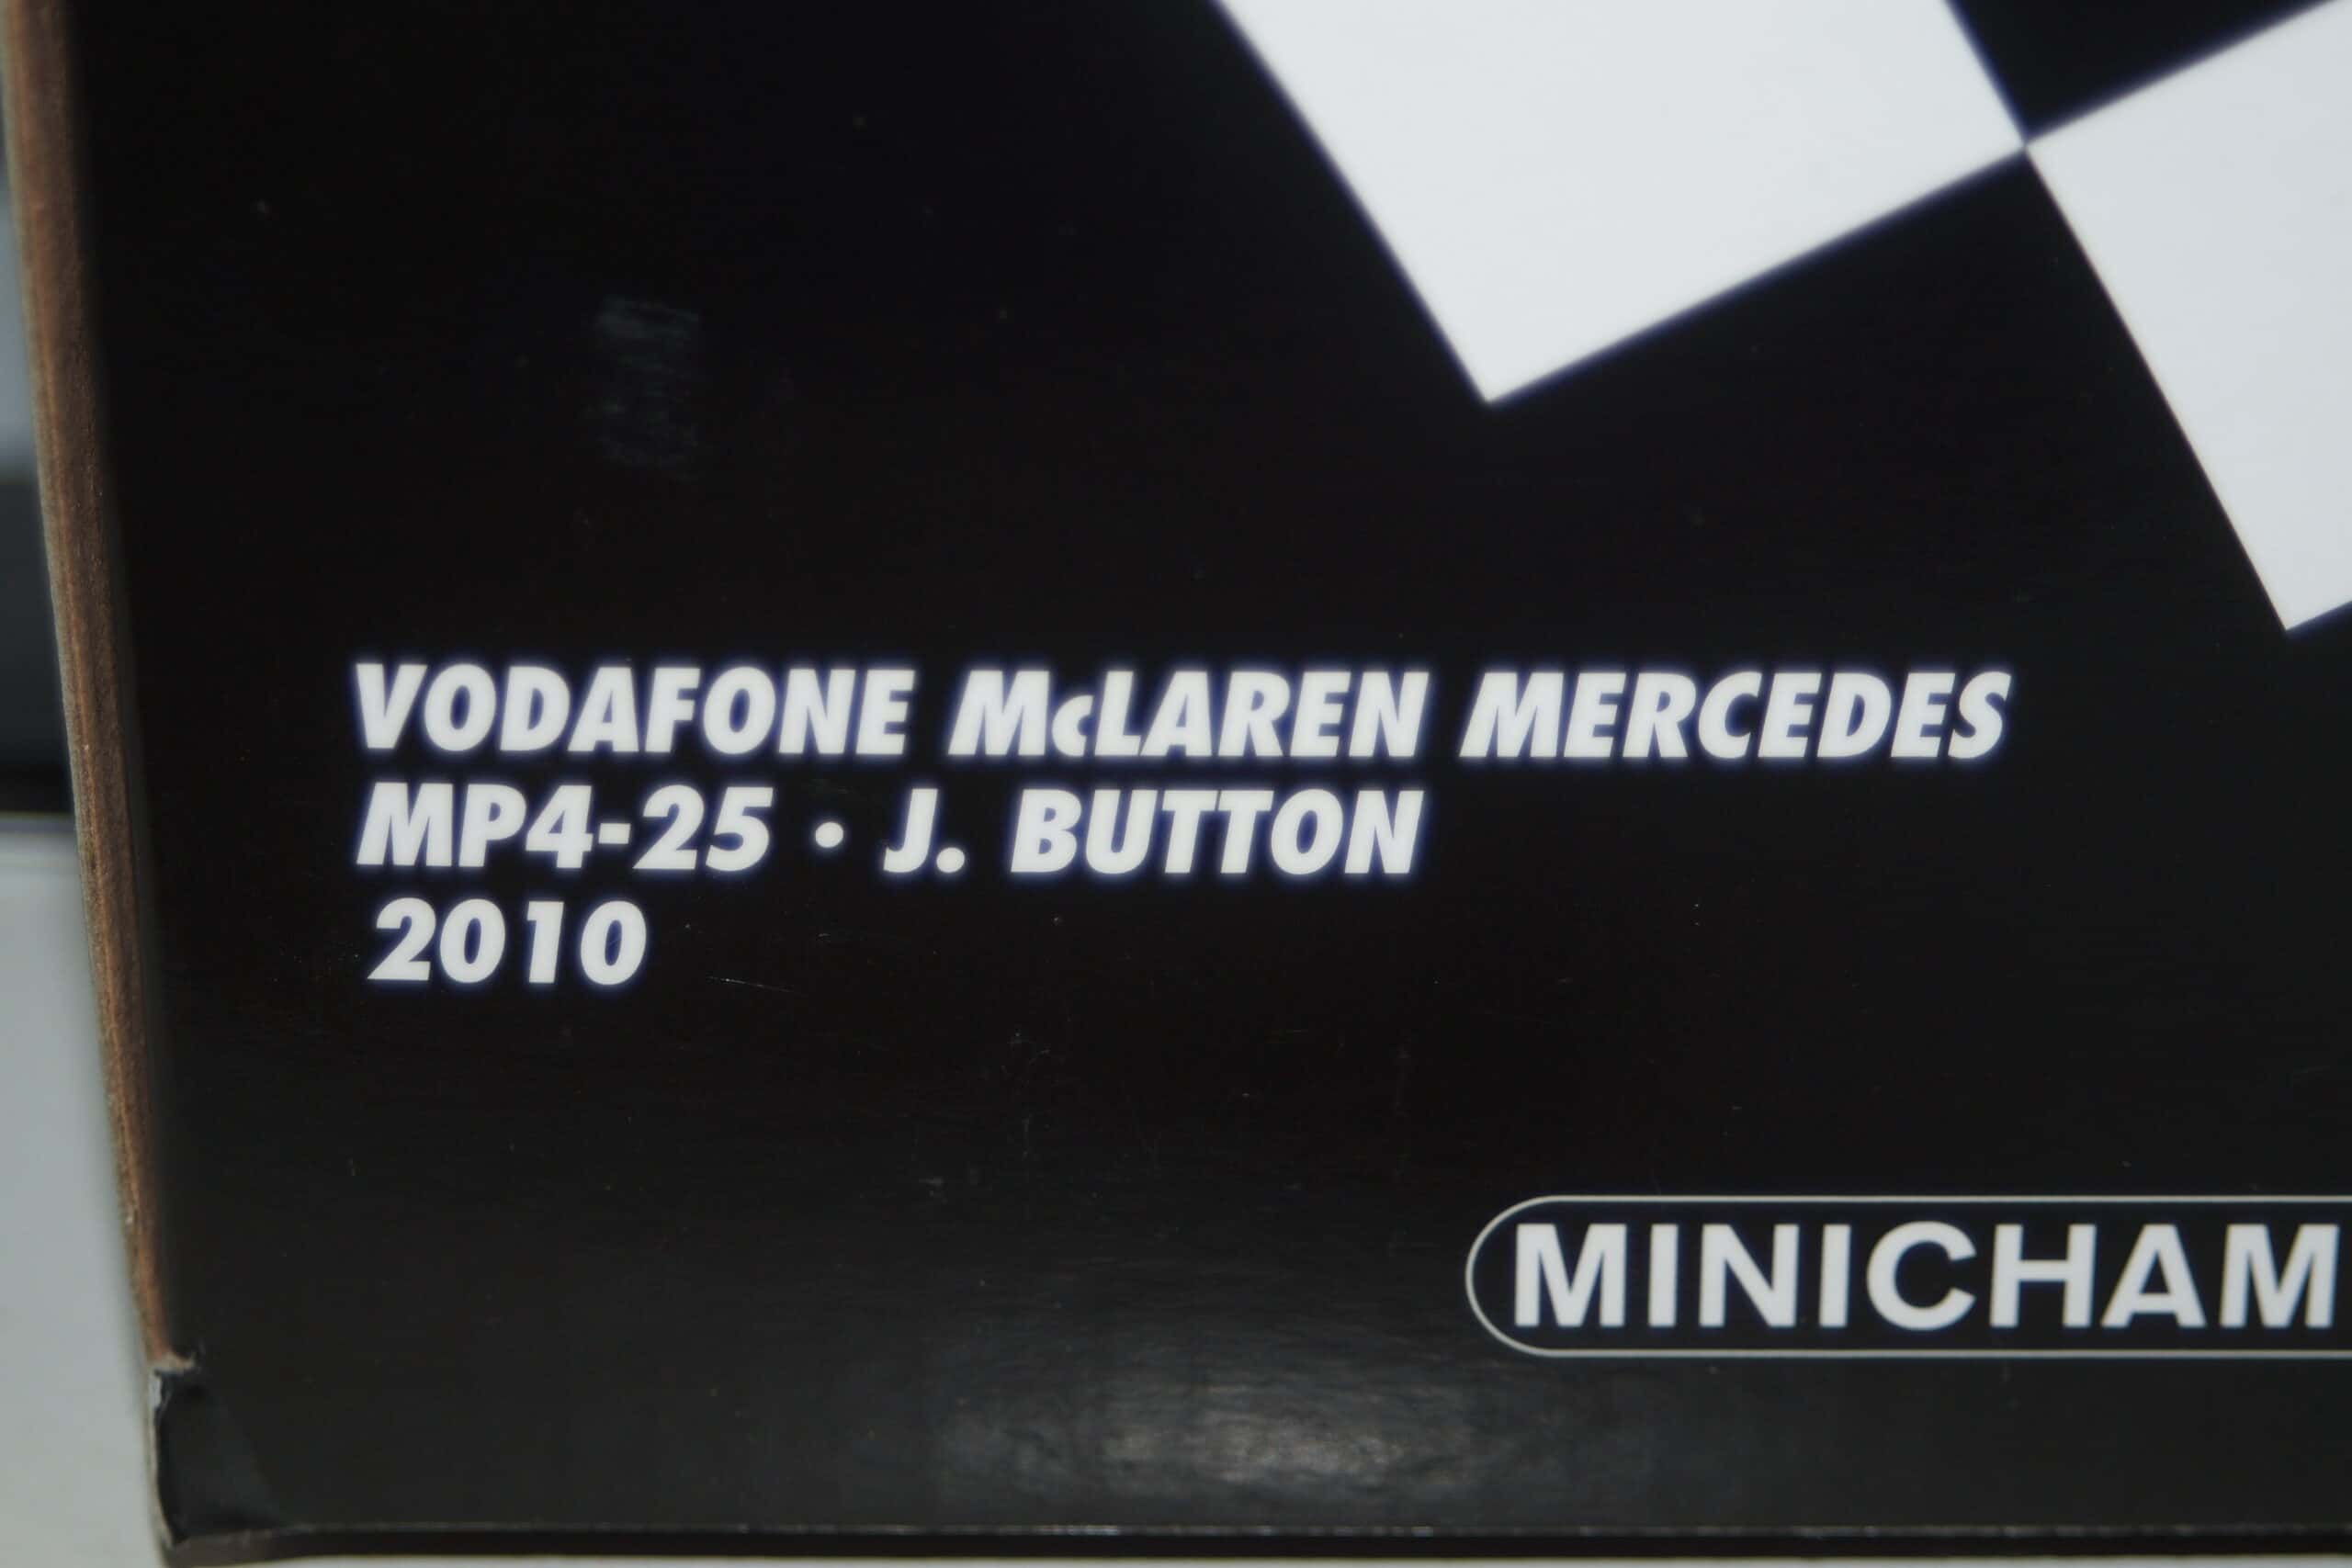 VODAFONE McLAREN MERCEDES
MP4-25 • J. BUTTON
2010
MINICHAM